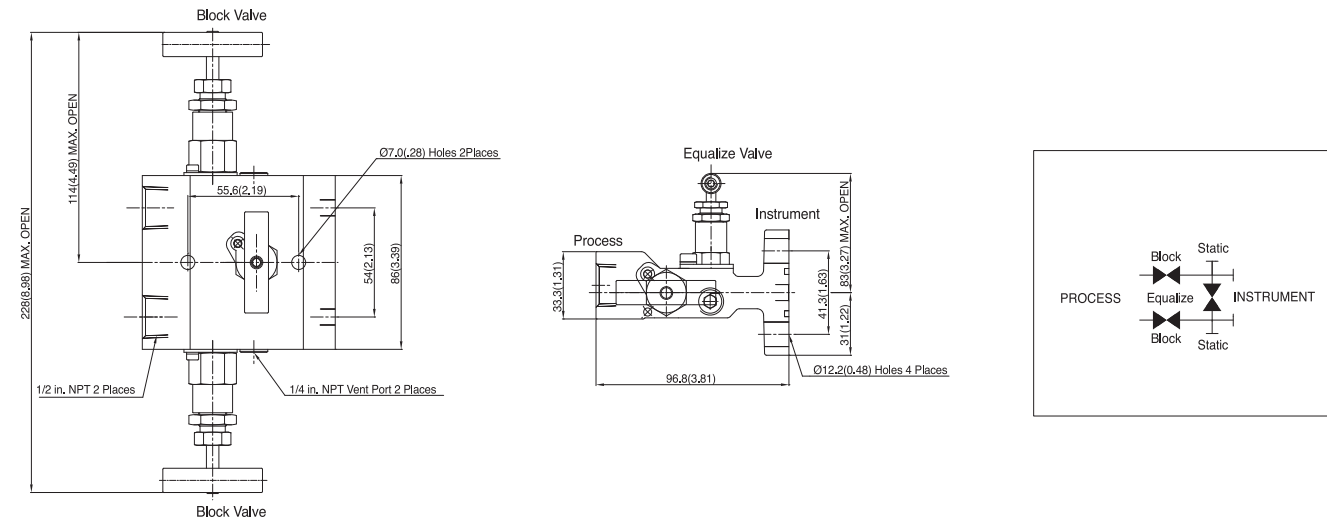 Block Valve
228(8.98) MAX. OPEN
114(4.49) MAX. OPEN
Ø7.0(.28) Holes 2Places
55.6(2.19)
54(2.13)
86(3.39)
1/2 in. NPT 2 Places
1/4 in. NPT Vent Port 2 Places
Block Valve
Equalize Valve
Instrument
Process
33.3(1.31)
83(3.27) MAX. OPEN
41.3(1.63)
31(1.22)
96.8(3.81)
Ø12.2(0.48) Holes 4 Places
Static
Block
PROCESS
Equalize
INSTRUMENT
Block
Static